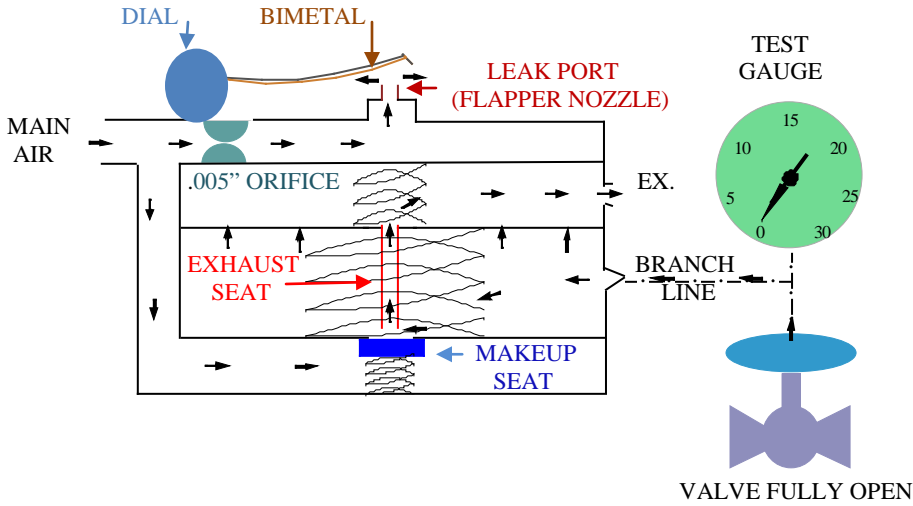 DIAL
BIMETAL
LEAK PORT
(FLAPPER NOZZLE)
TEST
GAUGE
MAIN
AIR
.005” ORIFICE
EX.
EXHAUST
SEAT
BRANCH
LINE
MAKEUP
SEAT
0
5
10
15
20
25
30
VALVE FULLY OPEN